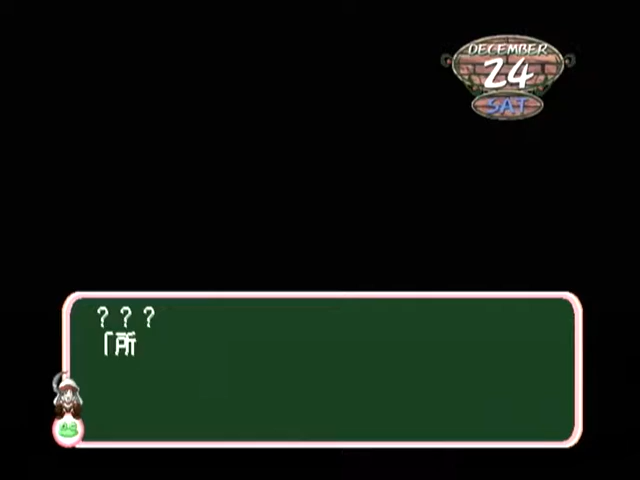 DECEMBER
24
SAT
？？？
「所